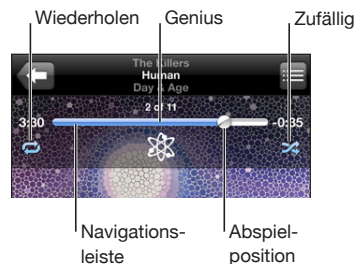 Wiederholen Genius Zufällig
The Killers
Human
Day & Age
2 of 11
3:30 -0:35
Navigations-
leiste
Abspiel-
position